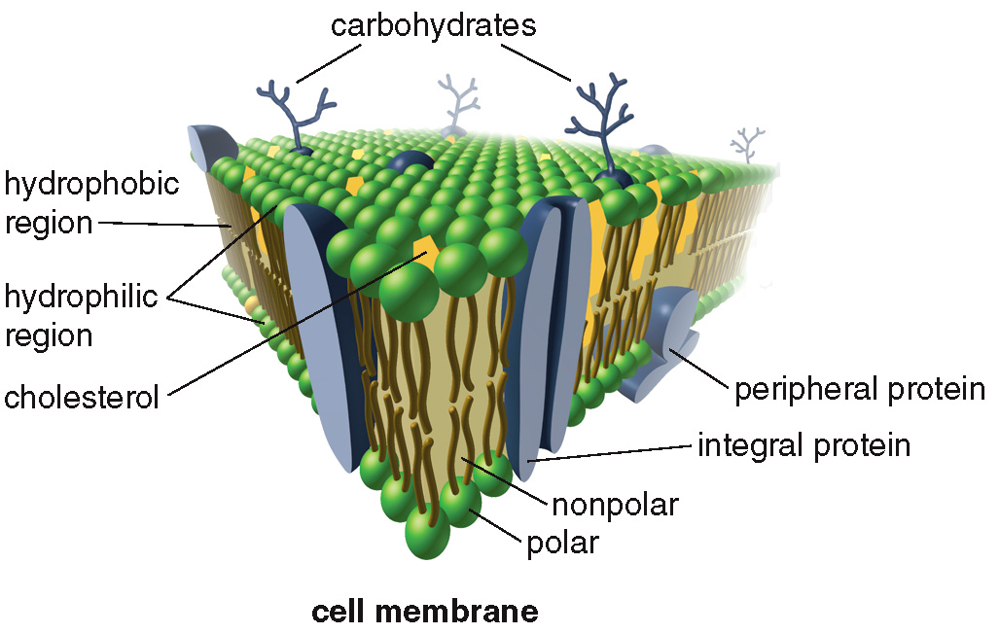 carbohydrates
hydrophobic
region
hydrophilic
region
cholesterol
peripheral protein
integral protein
nonpolar
polar
cell membrane